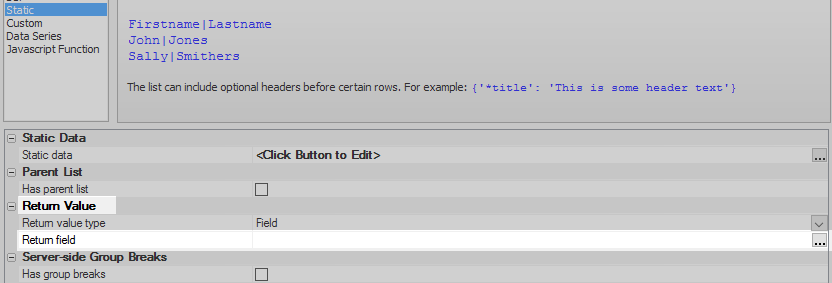 Static
Custom
Data Series
Javascript Function
Firstname|Lastname
John|Jones
Sally|Smithers
The list can include optional headers before certain rows. For example: {'*title': 'This is some header text'}
Static Data
Static data <Click Button to Edit> ...
Parent List
Has parent list
Return Value
Return value type Field
Return field ...
Server-side Group Breaks
Has group breaks